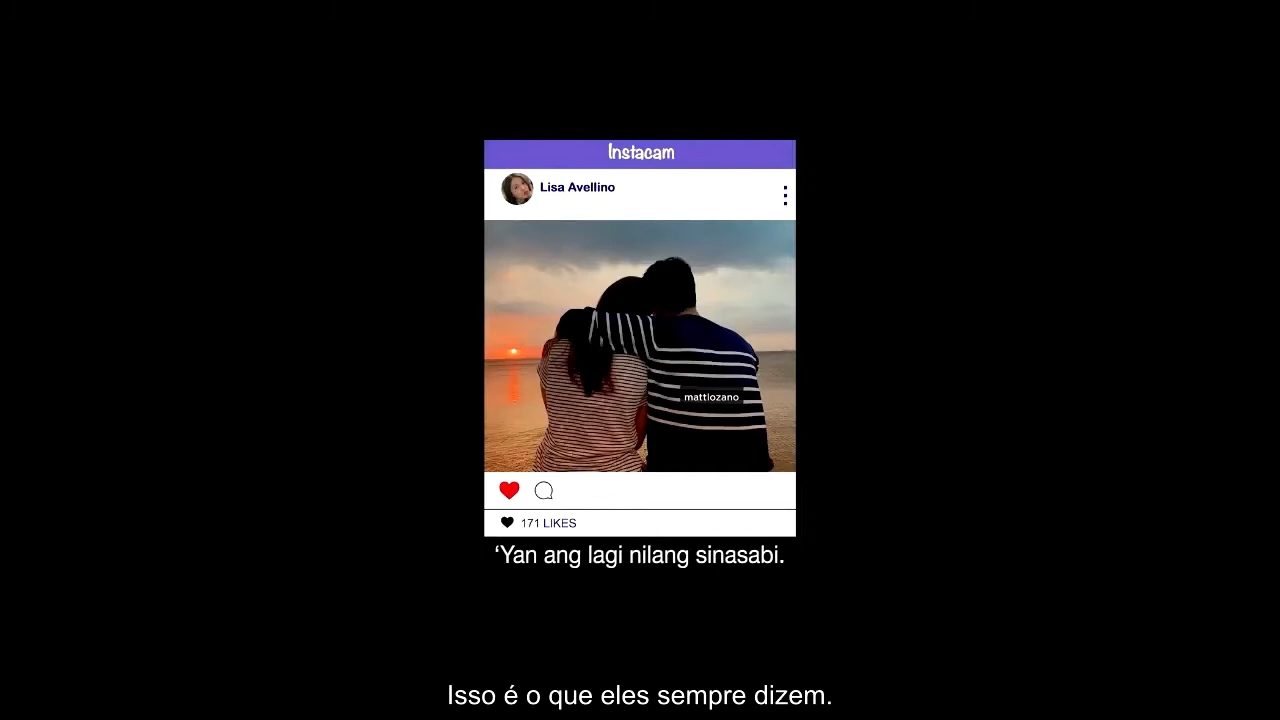 Instacam
Lisa Avellino
mattlozano
171 LIKES
‘Yan ang lagi nilang sinasabi.
Isso é o que eles sempre dizem.